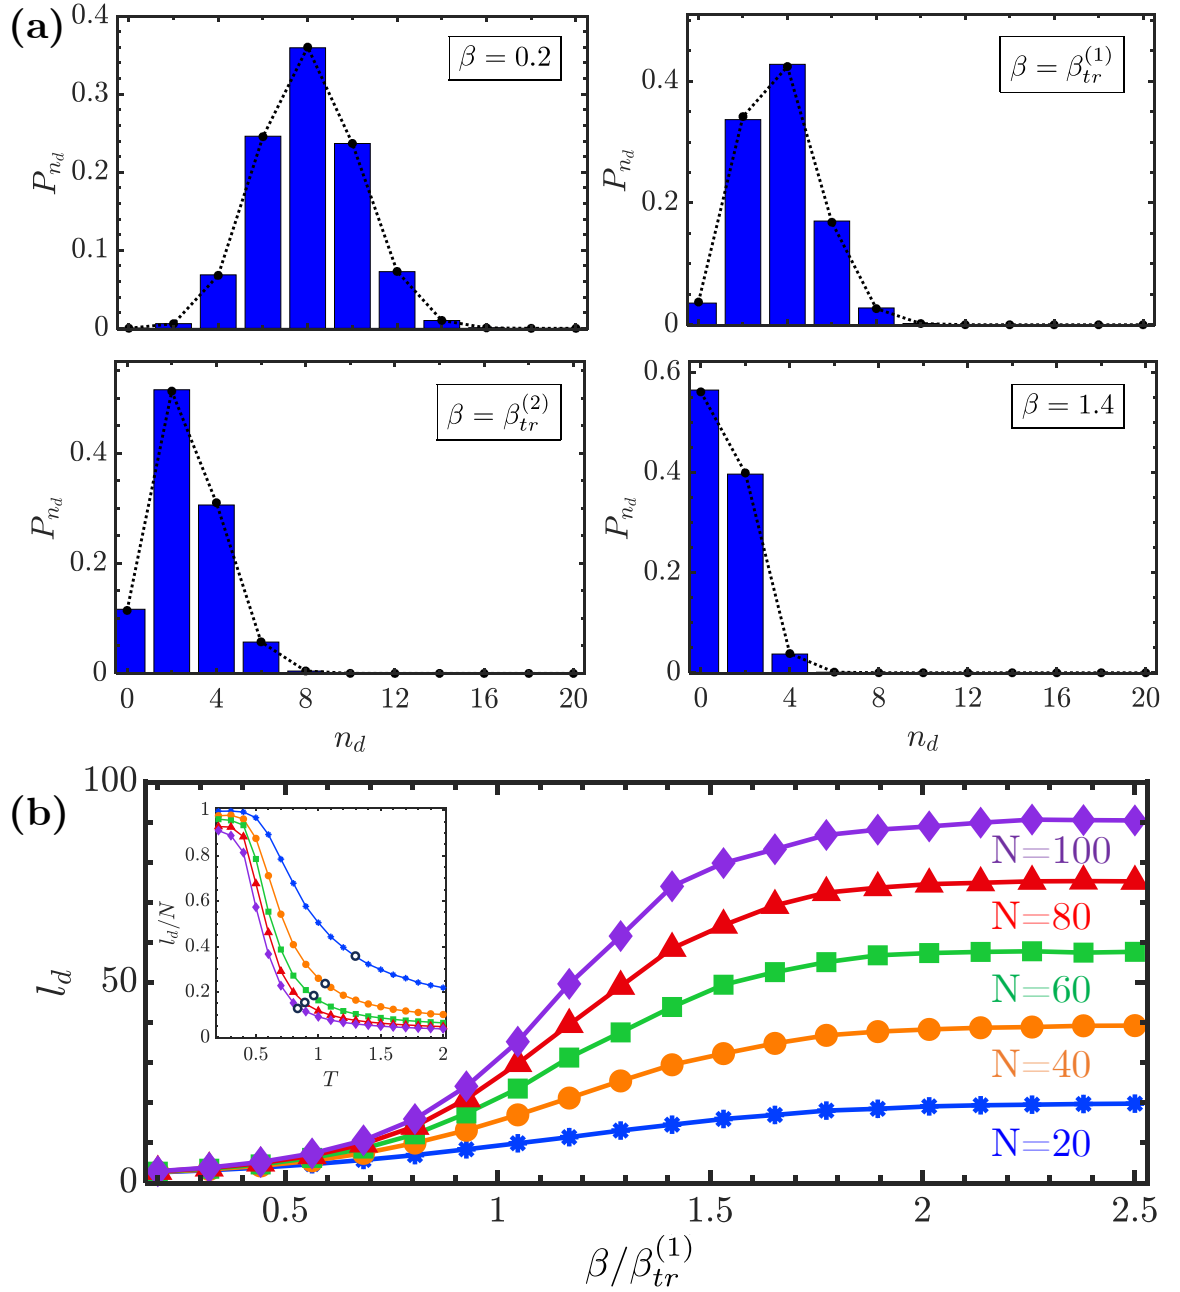 (a)
0.4
0.3
0.2
0.1
0
P_{n_d}
β = 0.2
0.4
0.2
0
P_{n_d}
β = β_{tr}^{(1)}
0.4
0.2
0
P_{n_d}
β = β_{tr}^{(2)}
0 4 8 12 16 20
n_d
0.6
0.4
0.2
0
P_{n_d}
β = 1.4
0 4 8 12 16 20
n_d
(b)
100
50
0
l_d
1
0.8
0.6
0.4
0.2
0
l_d/N
0.5 1 1.5 2
T
N=100
N=80
N=60
N=40
N=20
0.5 1 1.5 2 2.5
β/β_{tr}^{(1)}